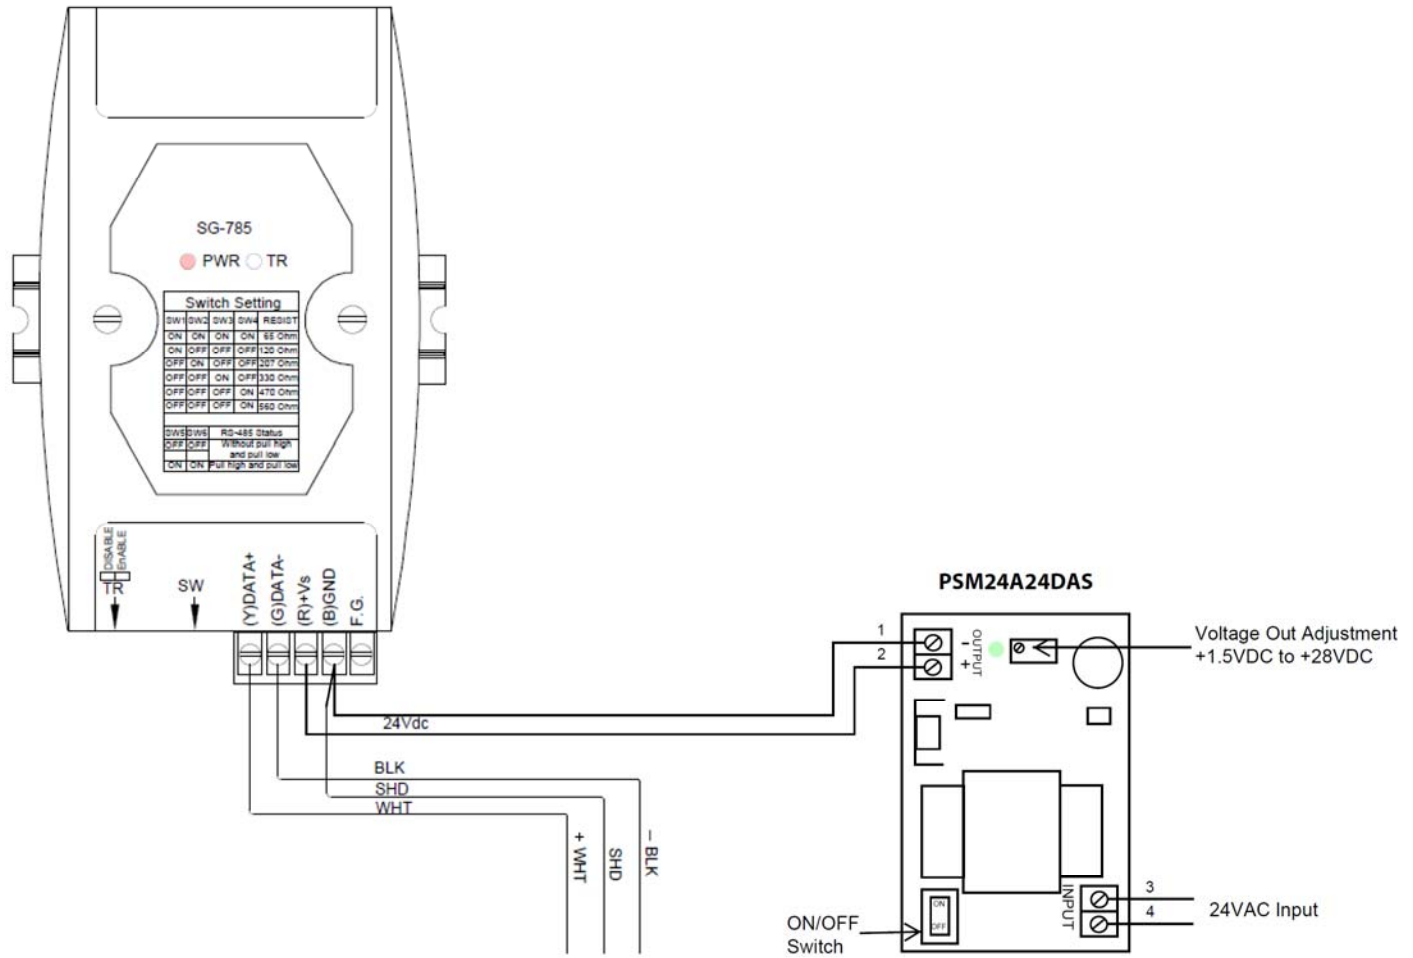 SG-785
PWR TR
Switch Setting
SW1 SW2 SW3 SW4 RESIST
ON ON ON ON 65 Ohm
ON OFF OFF OFF 120 Ohm
OFF ON OFF OFF 207 Ohm
OFF OFF ON OFF 330 Ohm
OFF OFF OFF ON 470 Ohm
OFF OFF OFF ON 560 Ohm
SW5 SW6 RS-485 Status
OFF OFF Without pull high
and pull low
ON ON Pull high and pull low
DISABLE
EnABLE
TR
SW
(Y)DATA+
(G)DATA-
(R)+Vs
(B)GND
F.G.
24Vdc
BLK
SHD
WHT
+ WHT
SHD
– BLK
PSM24A24DAS
1
2
-
+
OUTPUT
Voltage Out Adjustment
+1.5VDC to +28VDC
ON/OFF
Switch
ON
OFF
INPUT
3
4
24VAC Input